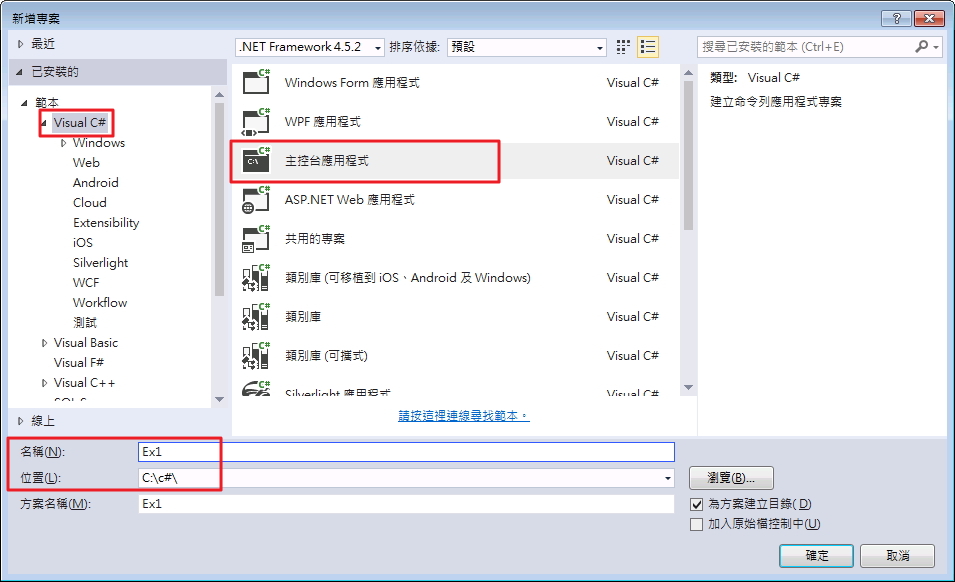 新增專案
最近
.NET Framework 4.5.2
排序依據:
預設
搜尋已安裝的範本 (Ctrl+E)
已安裝的
範本
Visual C#
Windows
Web
Android
Cloud
Extensibility
iOS
Silverlight
WCF
Workflow
測試
Visual Basic
Visual F#
Visual C++
線上
Windows Form 應用程式 Visual C#
WPF 應用程式 Visual C#
主控台應用程式 Visual C#
ASP.NET Web 應用程式 Visual C#
共用的專案 Visual C#
類別庫 (可移植到 iOS、Android 及 Windows) Visual C#
類別庫 Visual C#
類別庫 (可攜式) Visual C#
Silverlight 應用程式 Visual C#
請按這裡連線尋找範本。
類型: Visual C#
建立命令列應用程式專案
名稱(N): Ex1
位置(L): C:\c#\
瀏覽(B)...
方案名稱(M): Ex1
為方案建立目錄(D)
加入原始檔控制中(U)
確定
取消